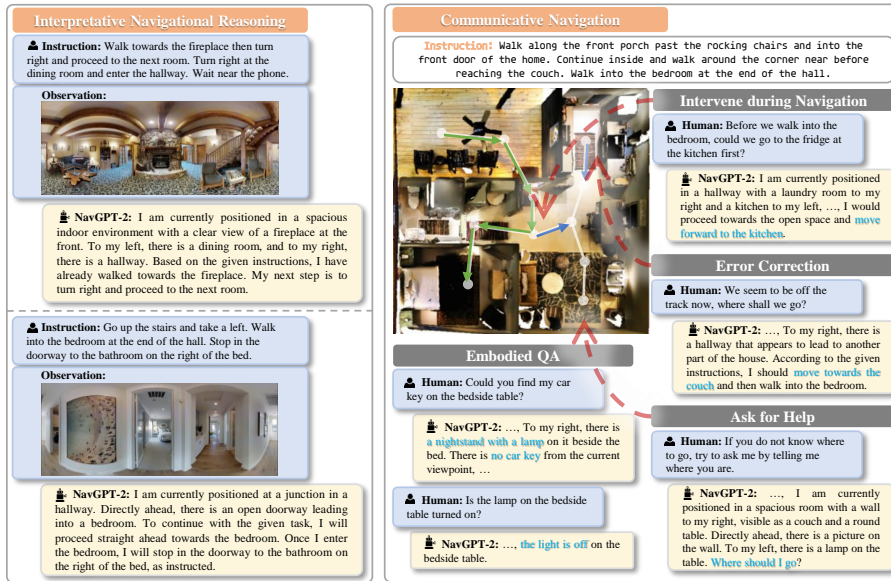 Interpretative Navigational Reasoning
Instruction: Walk towards the fireplace then turn
right and proceed to the next room. Turn right at the
dining room and enter the hallway. Wait near the phone.
Observation:
NavGPT-2: I am currently positioned in a spacious
indoor environment with a clear view of a fireplace at the
front. To my left, there is a dining room, and to my right,
there is a hallway. Based on the given instructions, I have
already walked towards the fireplace. My next step is to
turn right and proceed to the next room.
Instruction: Go up the stairs and take a left. Walk
into the bedroom at the end of the hall. Stop in the
doorway to the bathroom on the right of the bed.
Observation:
NavGPT-2: I am currently positioned at a junction in a
hallway. Directly ahead, there is an open doorway leading
into a bedroom. To continue with the given task, I will
proceed straight ahead towards the bedroom. Once I enter
the bedroom, I will stop in the doorway to the bathroom on
the right of the bed, as instructed.
Communicative Navigation
Instruction: Walk along the front porch past the rocking chairs and into the
front door of the home. Continue inside and walk around the corner near before
reaching the couch. Walk into the bedroom at the end of the hall.
Embodied QA
Human: Could you find my car
key on the bedside table?
NavGPT-2: …, To my right, there is
a nightstand with a lamp on it beside the
bed. There is no car key from the current
viewpoint, …
Human: Is the lamp on the bedside
table turned on?
NavGPT-2: …, the light is off on the
bedside table.
Intervene during Navigation
Human: Before we walk into the
bedroom, could we go to the fridge at
the kitchen first?
NavGPT-2: I am currently positioned
in a hallway with a laundry room to my
right and a kitchen to my left, …, I would
proceed towards the open space and move
forward to the kitchen.
Error Correction
Human: We seem to be off the
track now, where shall we go?
NavGPT-2: …, To my right, there is
a hallway that appears to lead to another
part of the house. According to the given
instructions, I should move towards the
couch and then walk into the bedroom.
Ask for Help
Human: If you do not know where
to go, try to ask me by telling me
where you are.
NavGPT-2: …, I am currently
positioned in a spacious room with a wall
to my right, visible as a couch and a round
table. Directly ahead, there is a picture on
the wall. To my left, there is a lamp on the
table. Where should I go?